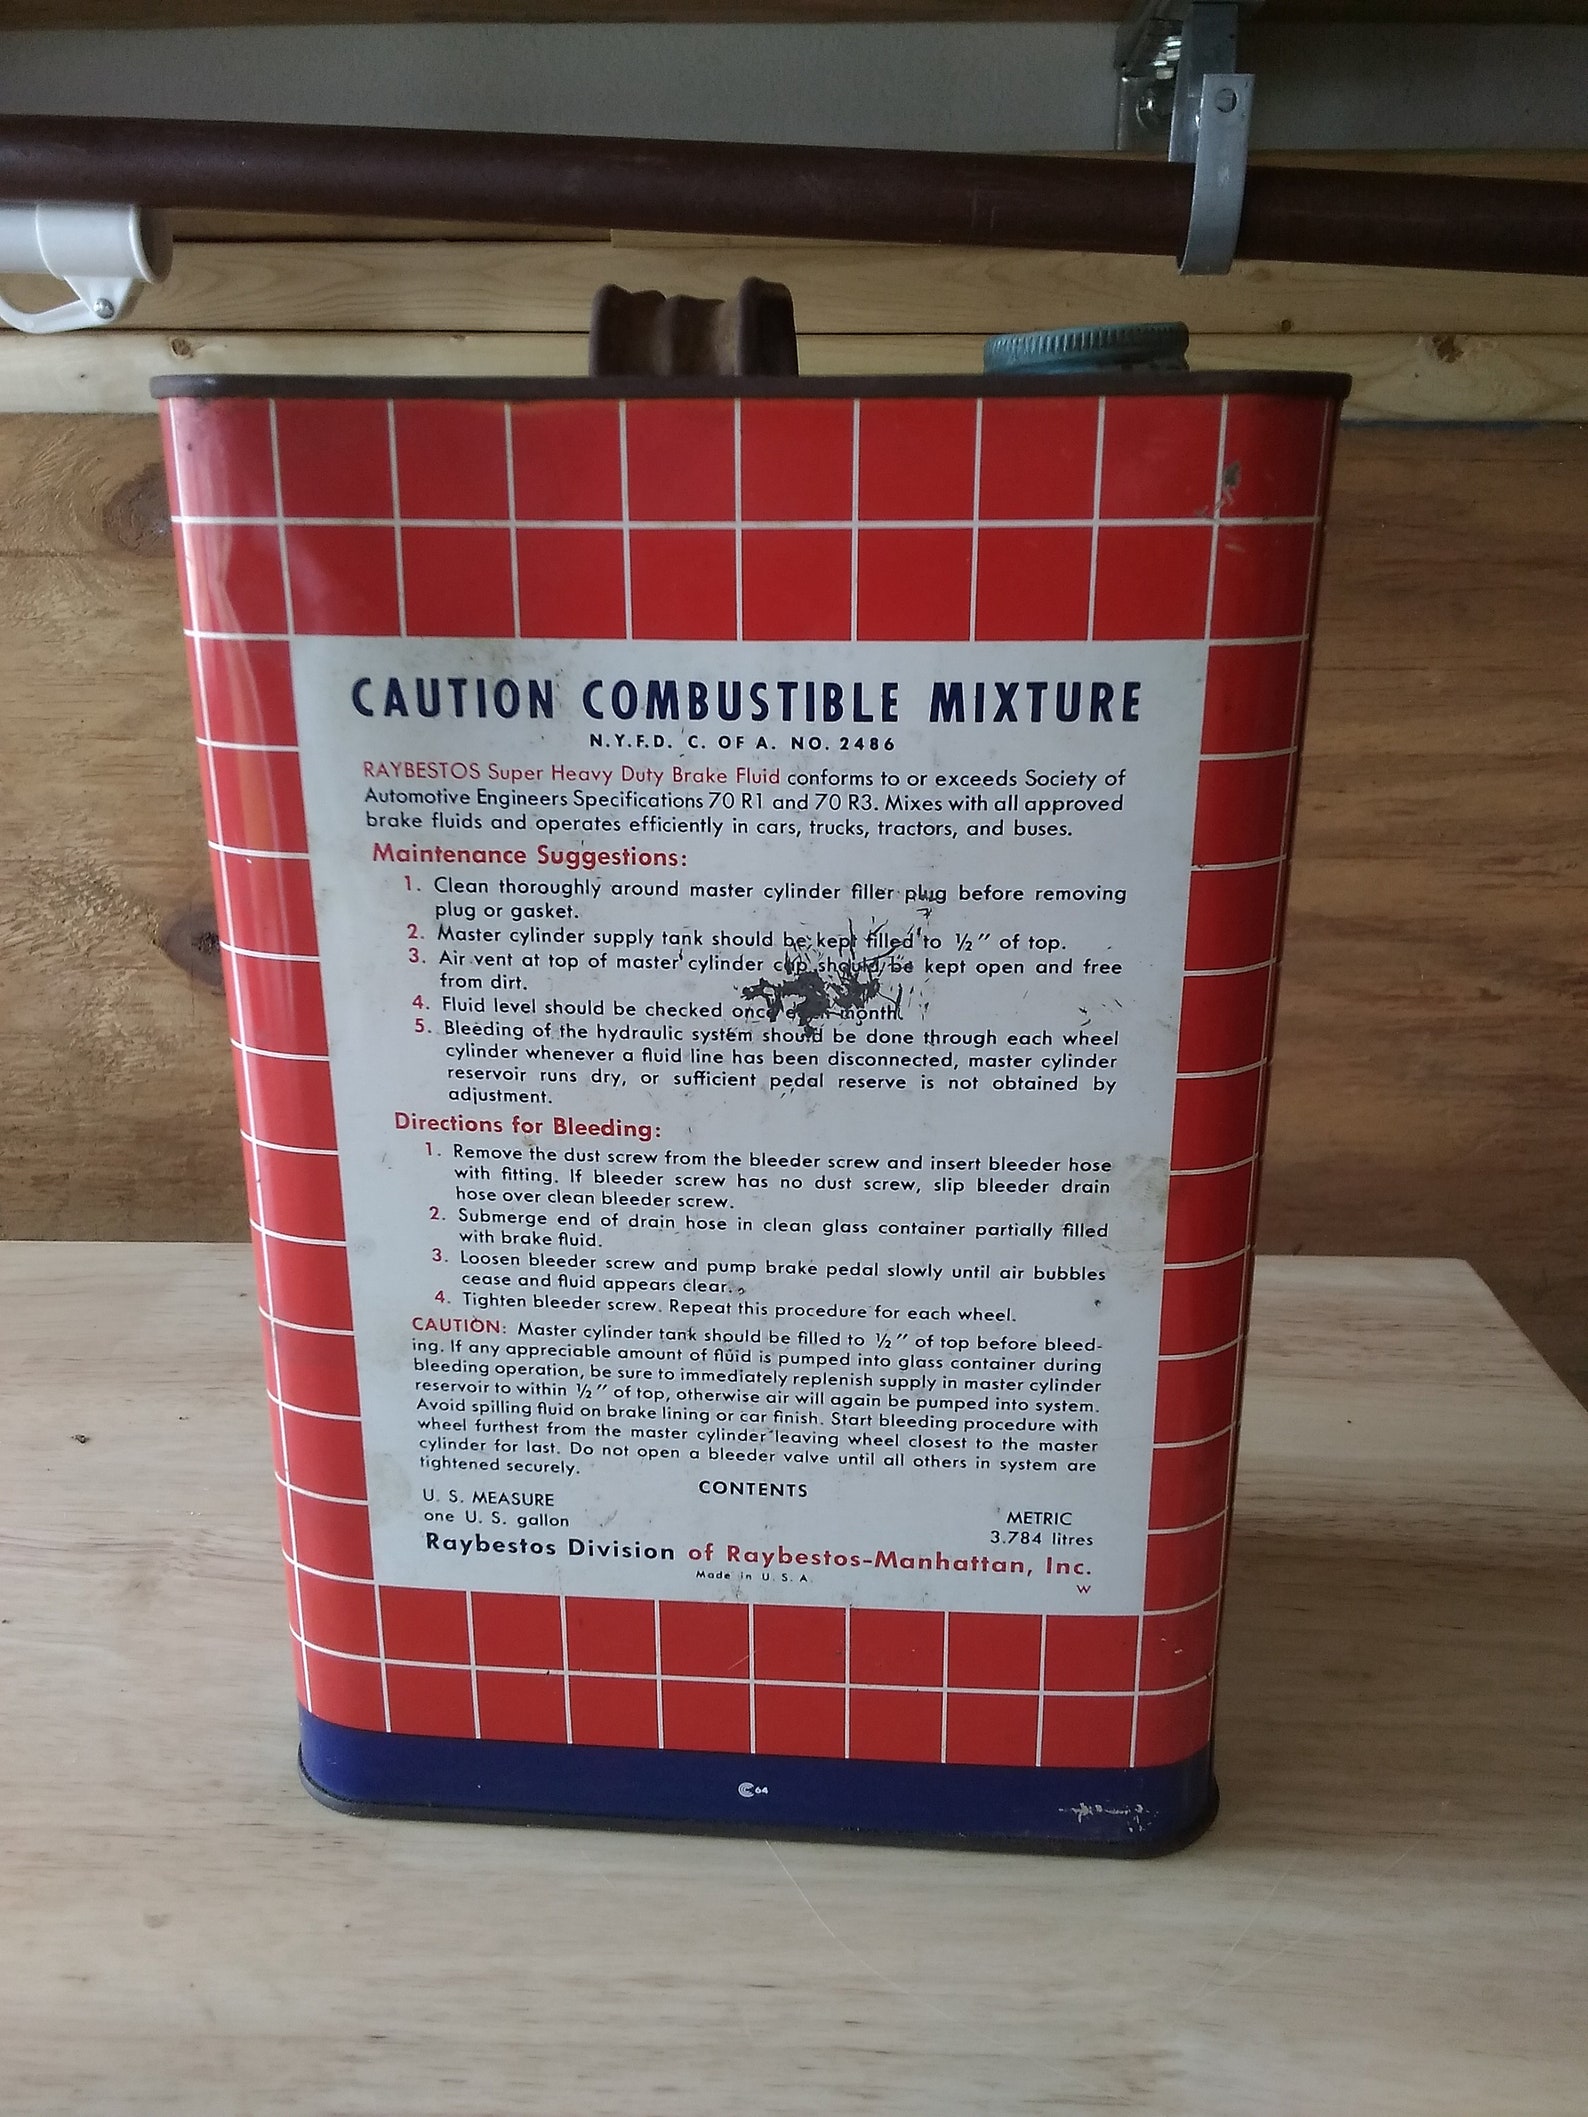 CAUTION COMBUSTIBLE MIXTURE
N.Y.F.D. C. OF A. NO. 2486
RAYBESTOS Super Heavy Duty Brake Fluid conforms to or exceeds Society of
Automotive Engineers Specifications 70 R1 and 70 R3. Mixes with all approved
brake fluids and operates efficiently in cars, trucks, tractors, and buses.
Maintenance Suggestions:
1. Clean thoroughly around master cylinder filler plug before removing
plug or gasket.
2. Master cylinder supply tank should be kept filled to ½" of top.
3. Air vent at top of master cylinder cap should be kept open and free
from dirt.
4. Fluid level should be checked once each month.
5. Bleeding of the hydraulic system should be done through each wheel
cylinder whenever a fluid line has been disconnected, master cylinder
reservoir runs dry, or sufficient pedal reserve is not obtained by
adjustment.
Directions for Bleeding:
1. Remove the dust screw from the bleeder screw and insert bleeder hose
with fitting. If bleeder screw has no dust screw, slip bleeder drain
hose over clean bleeder screw.
2. Submerge end of drain hose in clean glass container partially filled
with brake fluid.
3. Loosen bleeder screw and pump brake pedal slowly until air bubbles
cease and fluid appears clear.
4. Tighten bleeder screw. Repeat this procedure for each wheel.
CAUTION: Master cylinder tank should be filled to ½" of top before bleed-
ing. If any appreciable amount of fluid is pumped into glass container during
bleeding operation, be sure to immediately replenish supply in master cylinder
reservoir to within ½" of top, otherwise air will again be pumped into system.
Avoid spilling fluid on brake lining or car finish. Start bleeding procedure with
wheel furthest from the master cylinder leaving wheel closest to the master
cylinder for last. Do not open a bleeder valve until all others in system are
tightened securely.
CONTENTS
U. S. MEASURE
one U. S. gallon
METRIC
3.784 litres
Raybestos Division of Raybestos-Manhattan, Inc.
Made in U. S. A.
W
64